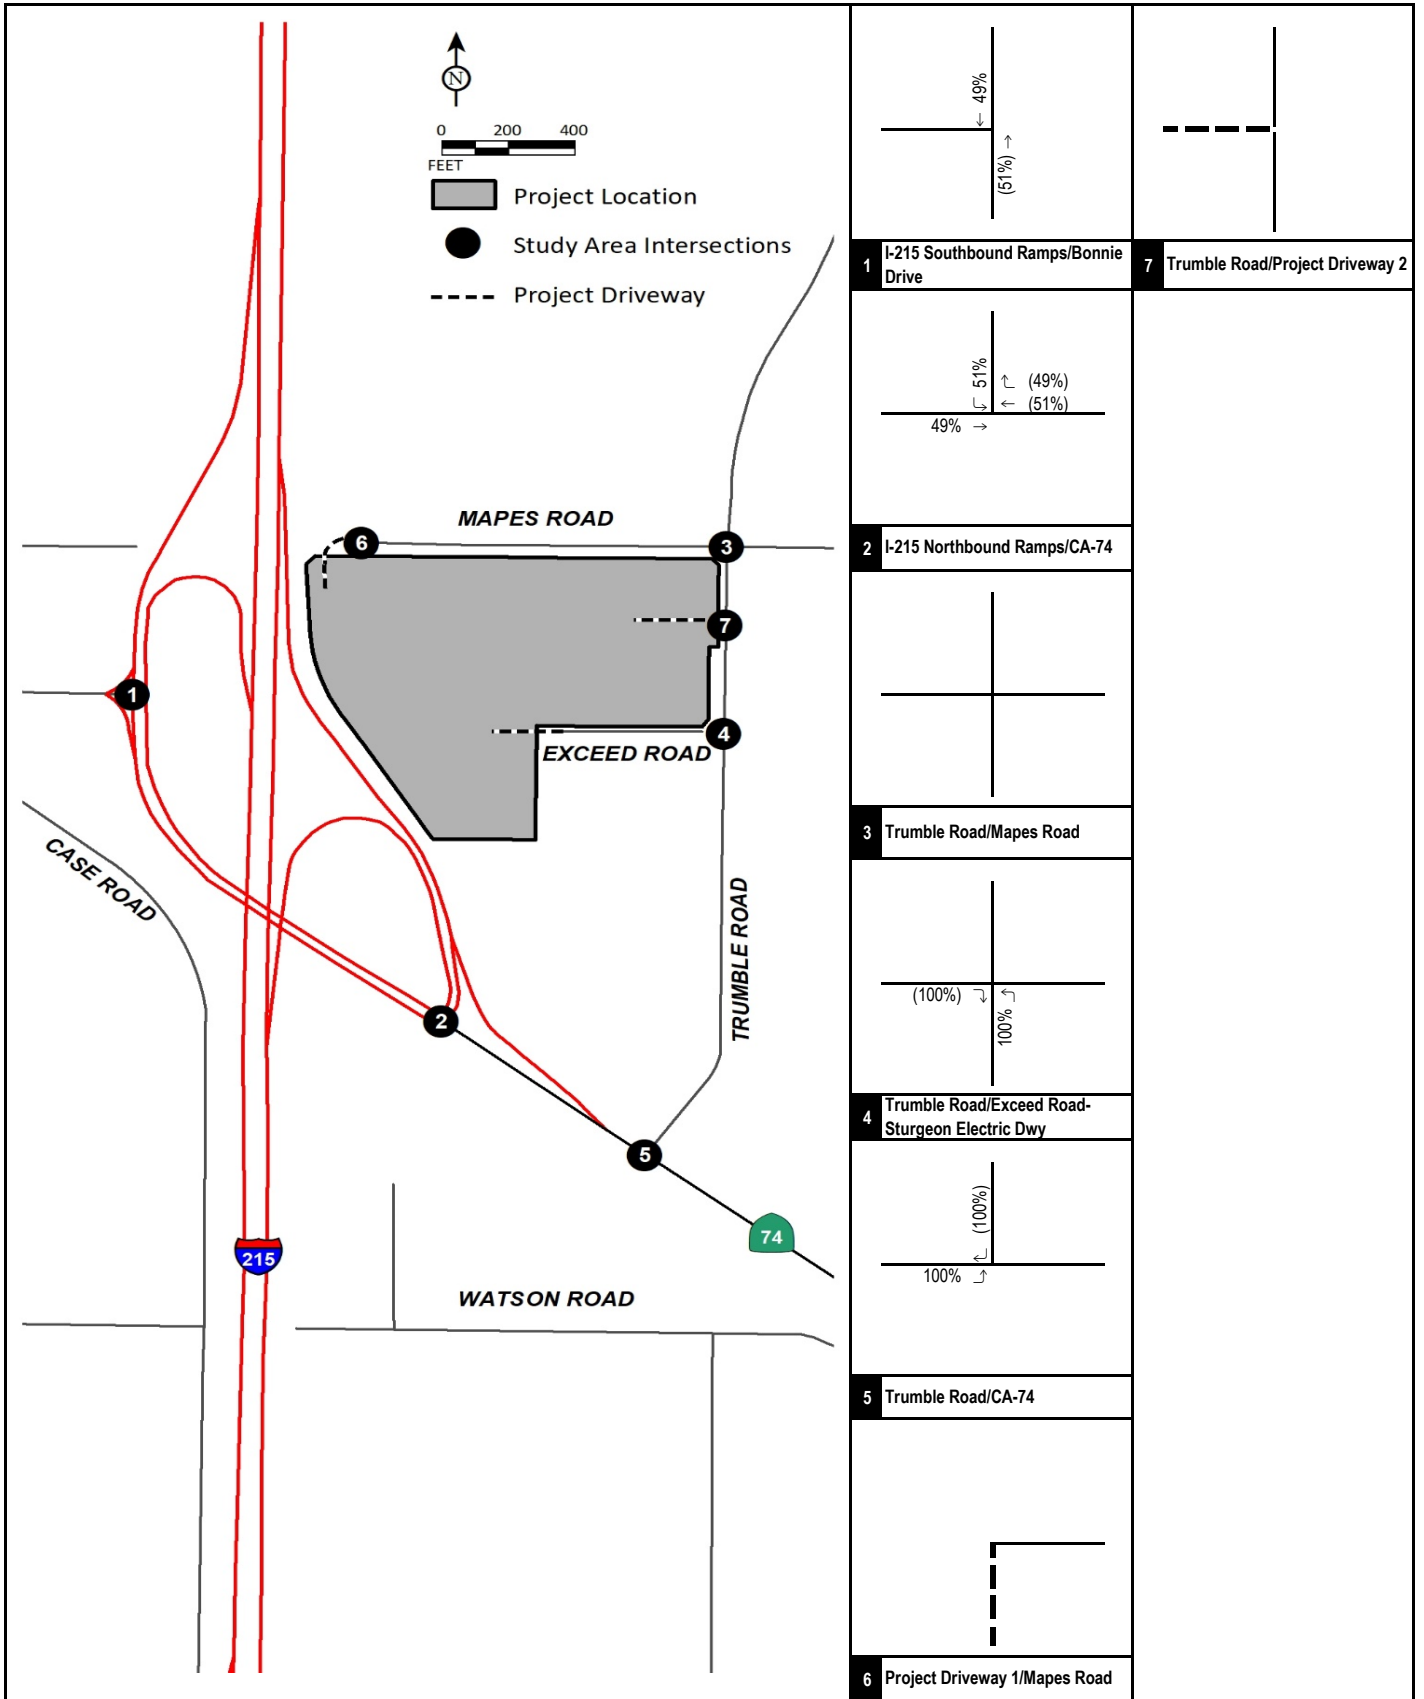 N
0 200 400
FEET
Project Location
Study Area Intersections
Project Driveway
MAPES ROAD
6
3
7
1
4
EXCEED ROAD
CASE ROAD
TRUMBLE ROAD
2
5
74
215
WATSON ROAD
49%
(51%)
1 I-215 Southbound Ramps/Bonnie
Drive
51%
(49%)
(51%)
49%
2 I-215 Northbound Ramps/CA-74
3 Trumble Road/Mapes Road
(100%)
100%
4 Trumble Road/Exceed Road-
Sturgeon Electric Dwy
(100%)
100%
5 Trumble Road/CA-74
6 Project Driveway 1/Mapes Road
7 Trumble Road/Project Driveway 2